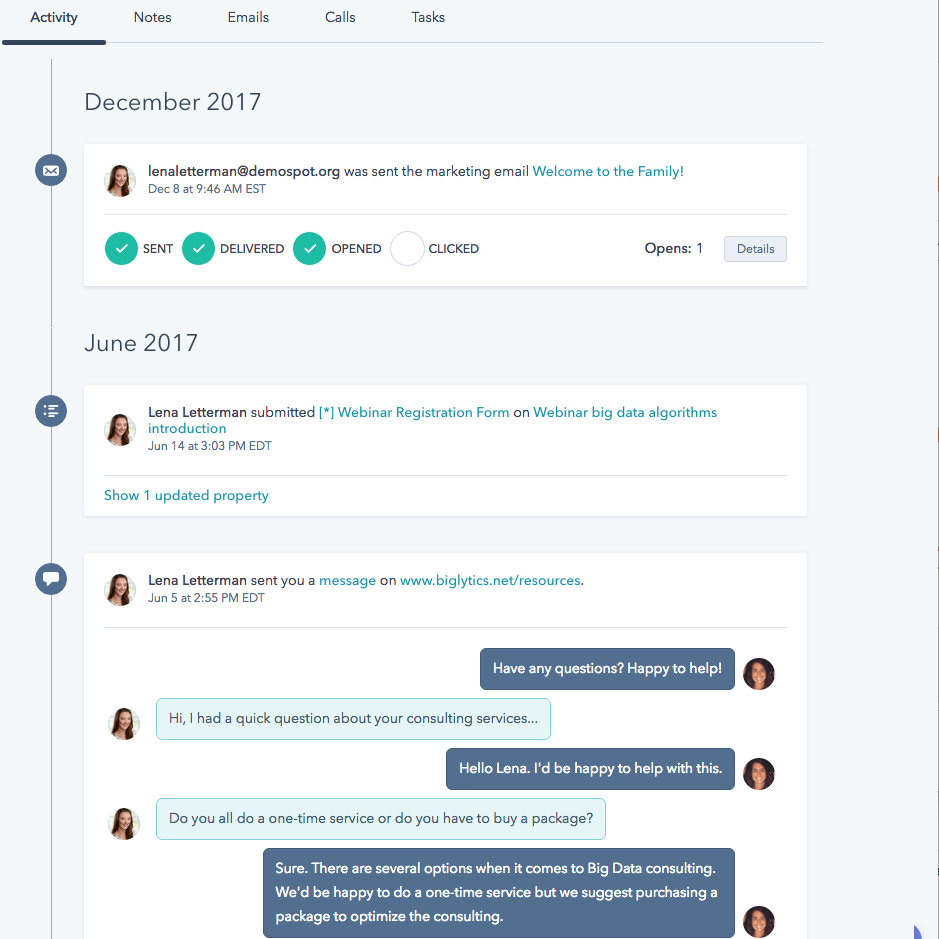 Activity Notes Emails Calls Tasks
December 2017
lenaletterman@demospot.org was sent the marketing email Welcome to the Family!
Dec 8 at 9:46 AM EST
SENT DELIVERED OPENED CLICKED Opens: 1 Details
June 2017
Lena Letterman submitted [*] Webinar Registration Form on Webinar big data algorithms
introduction
Jun 14 at 3:03 PM EDT
Show 1 updated property
Lena Letterman sent you a message on www.biglytics.net/resources.
Jun 5 at 2:55 PM EDT
Have any questions? Happy to help!
Hi, I had a quick question about your consulting services...
Hello Lena. I'd be happy to help with this.
Do you all do a one-time service or do you have to buy a package?
Sure. There are several options when it comes to Big Data consulting.
We'd be happy to do a one-time service but we suggest purchasing a
package to optimize the consulting.